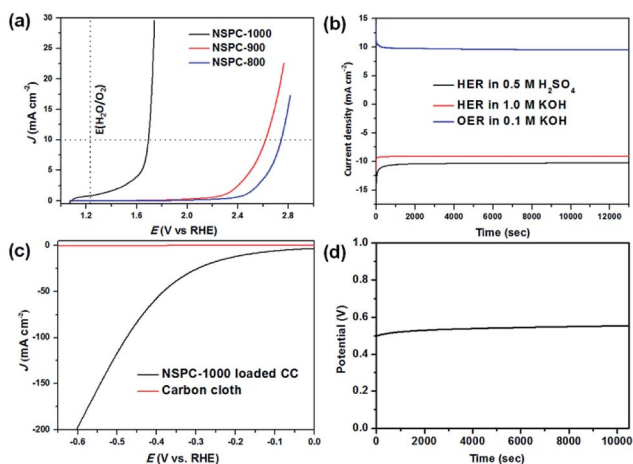 (a)
30
25
20
15
10
5
0
J (mA cm⁻²)
E(H₂O/O₂)
NSPC-1000
NSPC-900
NSPC-800
1.2 1.6 2.0 2.4 2.8
E (V vs RHE)
(b)
15
10
5
0
-5
-10
-15
Current density (mA cm⁻²)
HER in 0.5 M H₂SO₄
HER in 1.0 M KOH
OER in 0.1 M KOH
0 2000 4000 6000 8000 10000 12000
Time (sec)
(c)
0
-50
-100
-150
-200
J (mA cm⁻²)
NSPC-1000 loaded CC
Carbon cloth
-0.6 -0.5 -0.4 -0.3 -0.2 -0.1 0.0
E (V vs. RHE)
(d)
1.0
0.8
0.6
0.4
0.2
0.0
Potential (V)
0 2000 4000 6000 8000 10000
Time (sec)